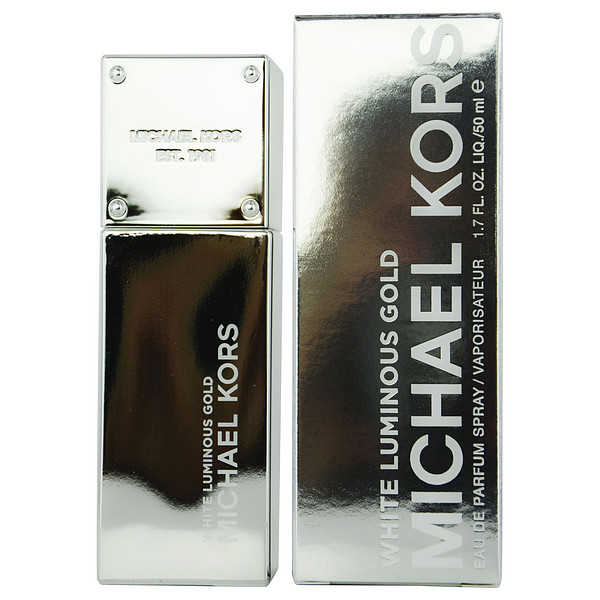 MICHAEL KORS
EST. 1981
WHITE LUMINOUS GOLD
MICHAEL KORS
WHITE LUMINOUS GOLD
MICHAEL KORS
EAU DE PARFUM SPRAY / VAPORISATEUR 1.7 FL. OZ. LIQ./50 ml ℮